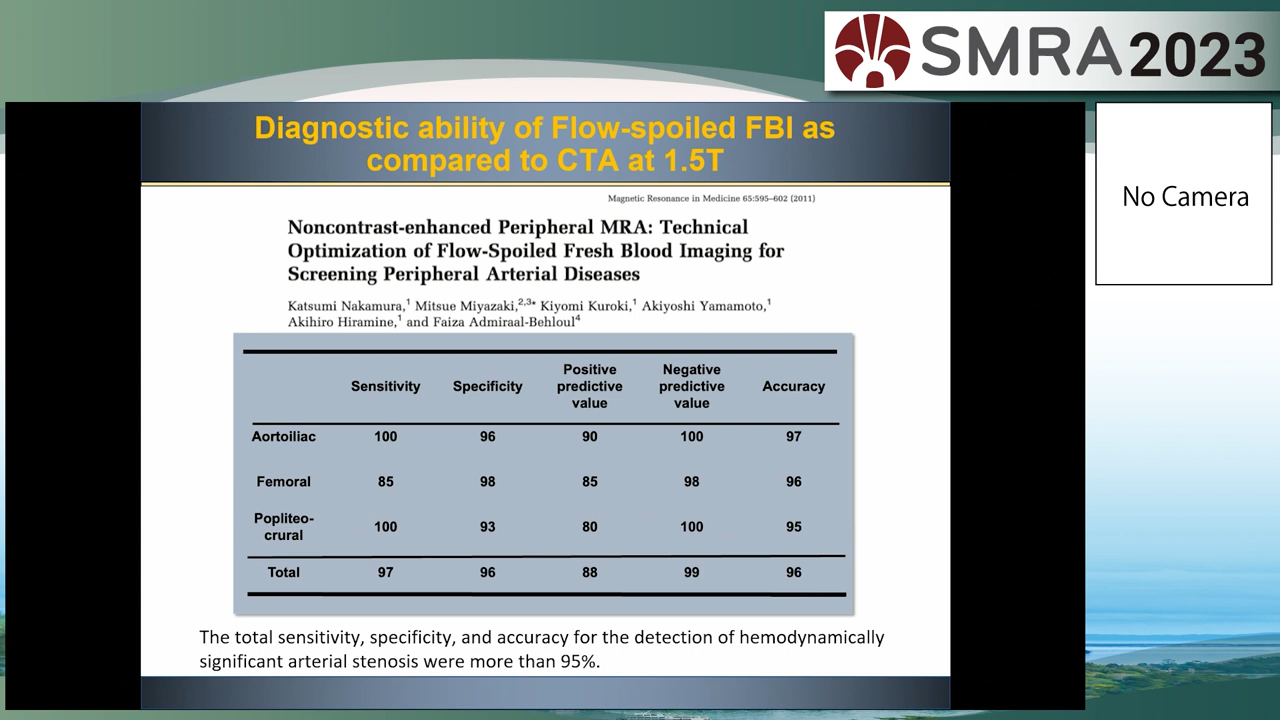 SMRA 2023
No Camera
Diagnostic ability of Flow-spoiled FBI as
compared to CTA at 1.5T
Magnetic Resonance in Medicine 65:595–602 (2011)
Noncontrast-enhanced Peripheral MRA: Technical
Optimization of Flow-Spoiled Fresh Blood Imaging for
Screening Peripheral Arterial Diseases
Katsumi Nakamura,1 Mitsue Miyazaki,2,3* Kiyomi Kuroki,1 Akiyoshi Yamamoto,1
Akihiro Hiramine,1 and Faiza Admiraal-Behloul4
Sensitivity Specificity Positive predictive value Negative predictive value Accuracy
Aortoiliac 100 96 90 100 97
Femoral 85 98 85 98 96
Popliteo-crural 100 93 80 100 95
Total 97 96 88 99 96
The total sensitivity, specificity, and accuracy for the detection of hemodynamically
significant arterial stenosis were more than 95%.